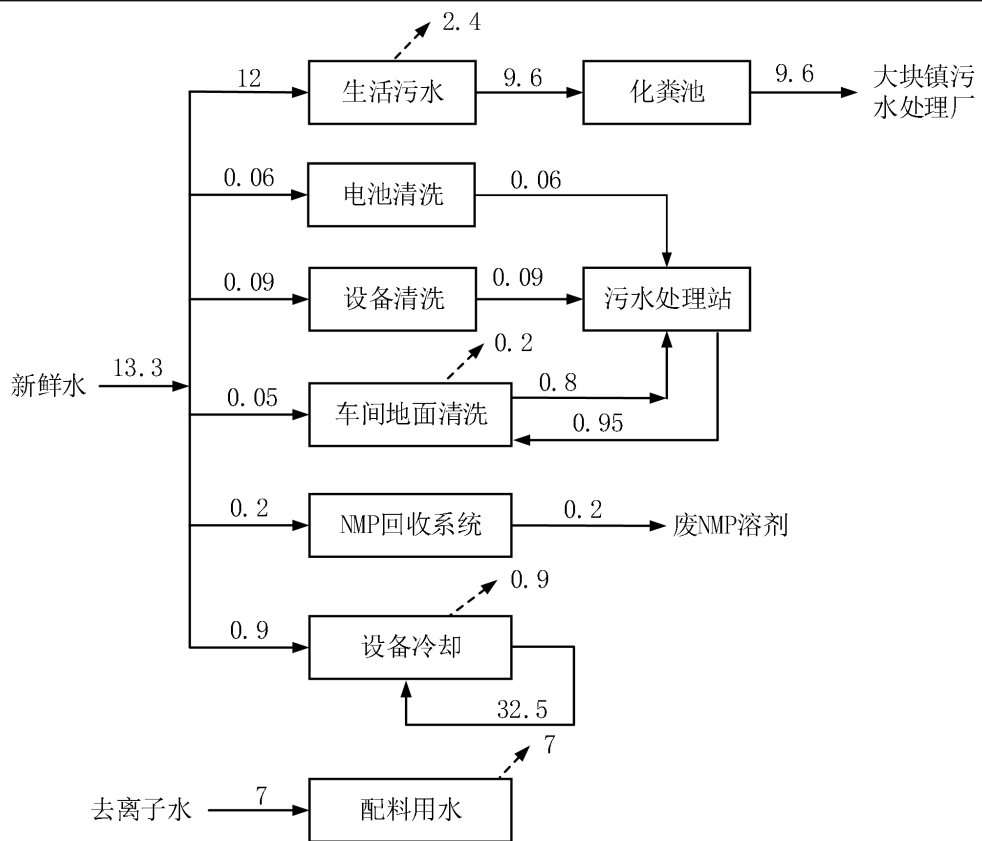 2.4
12
生活污水
9.6
化粪池
9.6
大块镇污
水处理厂
0.06
电池清洗
0.06
0.09
设备清洗
0.09
污水处理站
新鲜水
13.3
0.2
0.05
车间地面清洗
0.8
0.95
0.2
NMP回收系统
0.2
废NMP溶剂
0.9
0.9
设备冷却
32.5
7
去离子水
7
配料用水